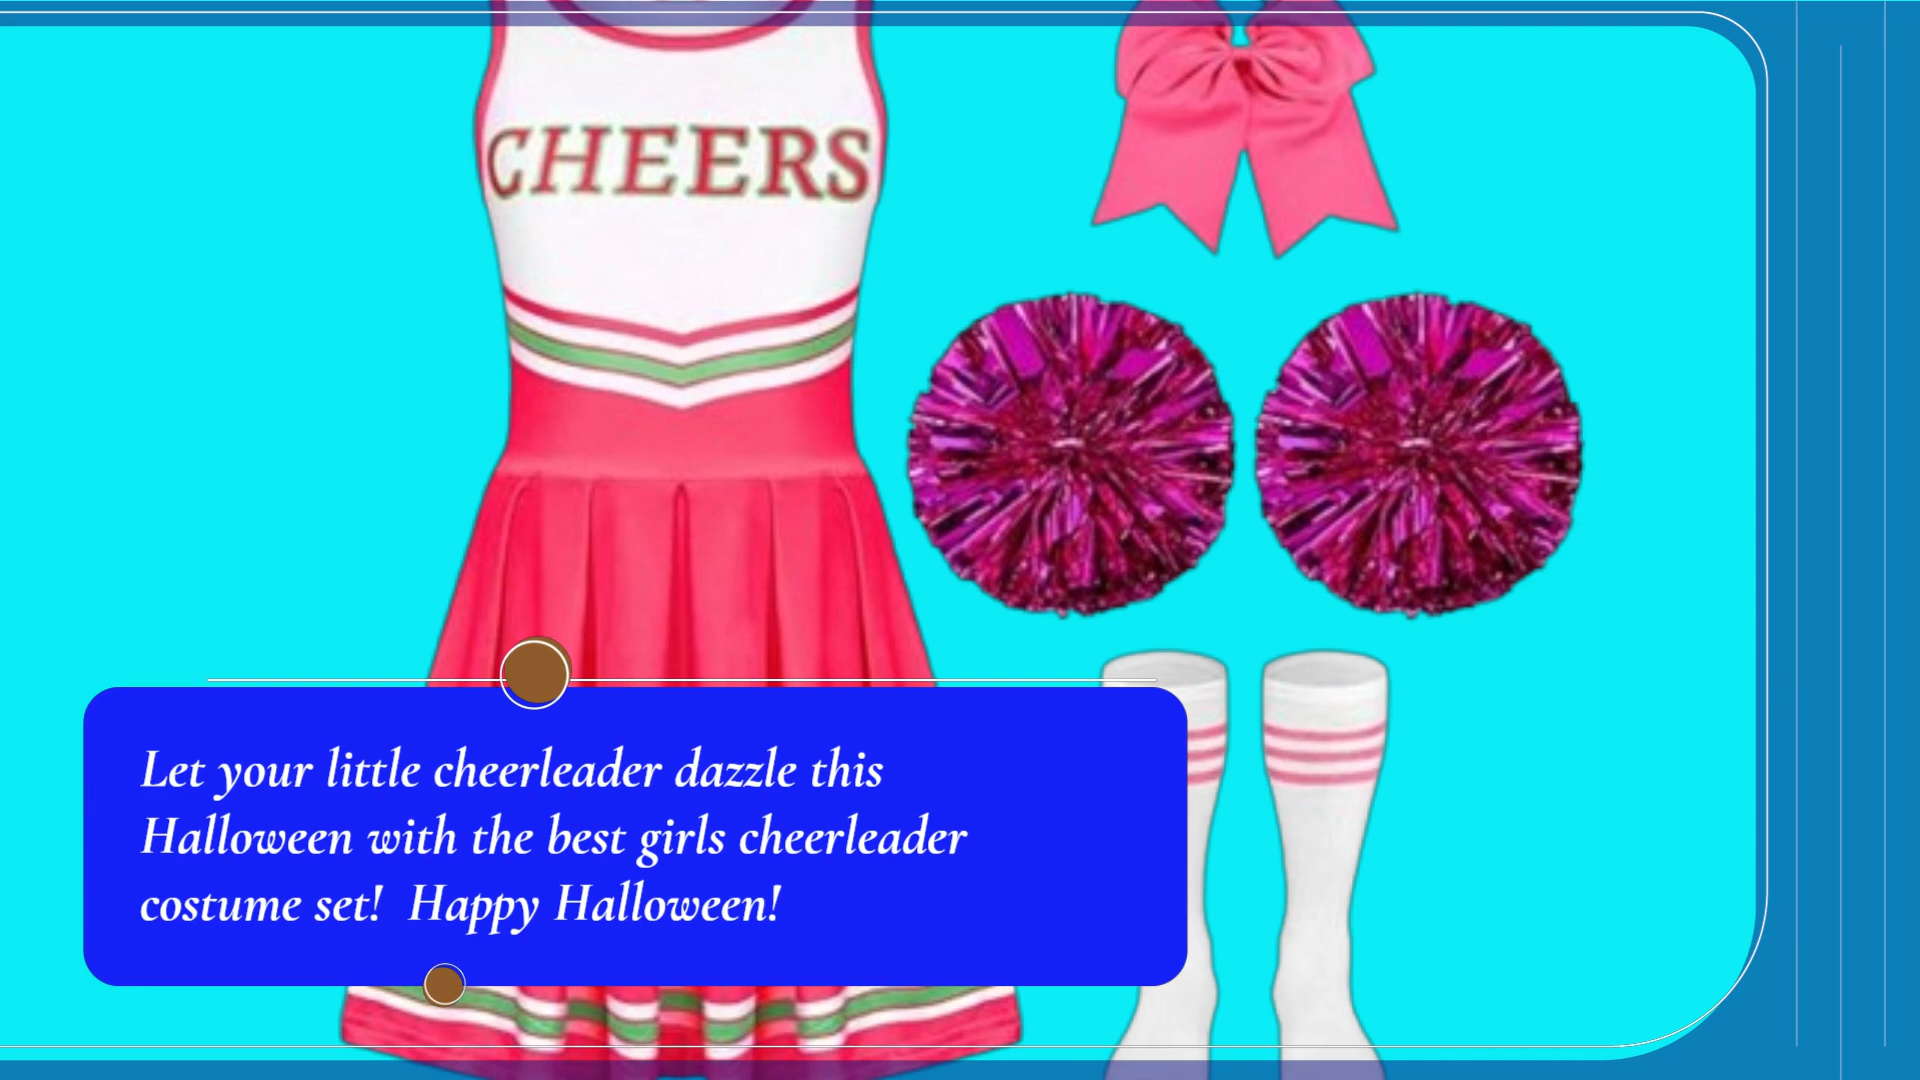 CHEERS
Let your little cheerleader dazzle this
Halloween with the best girls cheerleader
costume set!  Happy Halloween!